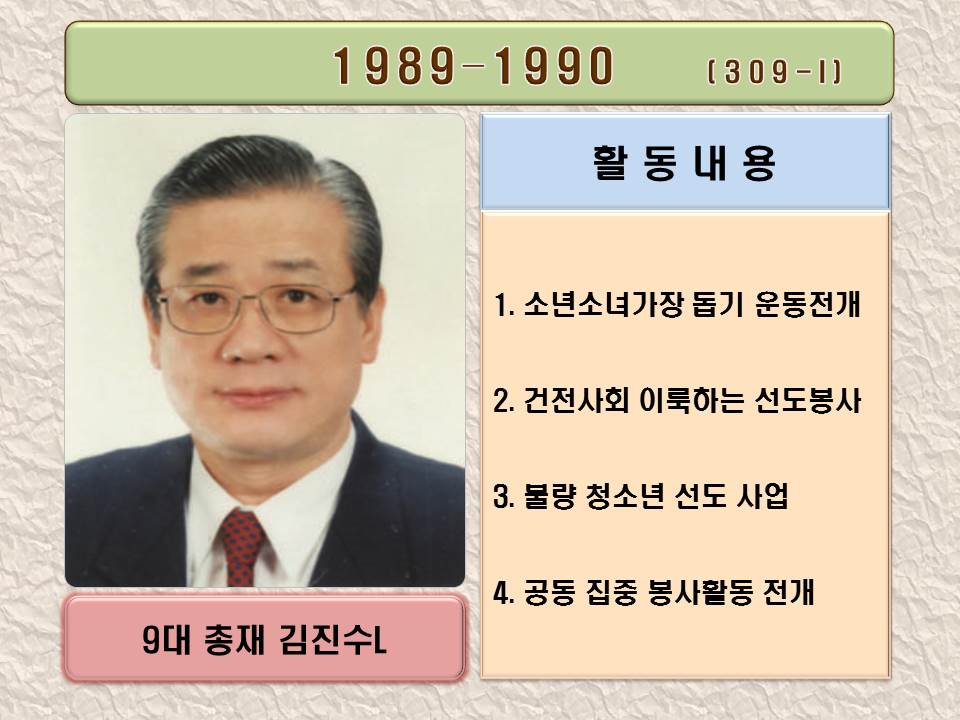 1989-1990 (309-I)
활동내용
1. 소년소녀가장 돕기 운동전개
2. 건전사회 이룩하는 선도봉사
3. 불량 청소년 선도 사업
4. 공동 집중 봉사활동 전개
9대 총재 김진수L